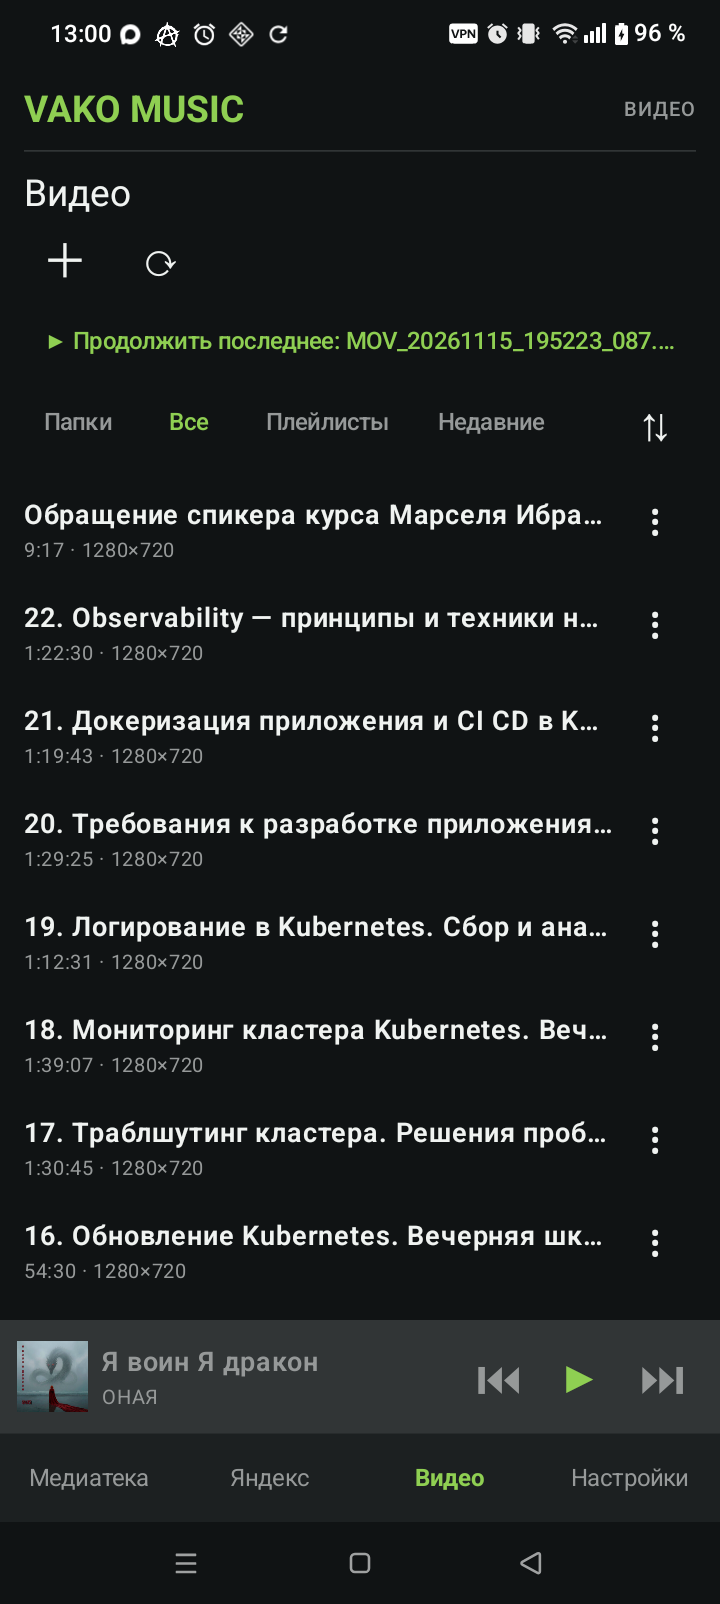 13:00
VPN
96 %
VAKO MUSIC
ВИДЕО
Видео
► Продолжить последнее: MOV_20261115_195223_087.…
Папки Все Плейлисты Недавние
Обращение спикера курса Марселя Ибра…
9:17 · 1280×720
22. Observability — принципы и техники н…
1:22:30 · 1280×720
21. Докеризация приложения и CI CD в K…
1:19:43 · 1280×720
20. Требования к разработке приложения…
1:29:25 · 1280×720
19. Логирование в Kubernetes. Сбор и ана…
1:12:31 · 1280×720
18. Мониторинг кластера Kubernetes. Веч…
1:39:07 · 1280×720
17. Траблшутинг кластера. Решения проб…
1:30:45 · 1280×720
16. Обновление Kubernetes. Вечерняя шк…
54:30 · 1280×720
Я воин Я дракон
ОНАЯ
Медиатека Яндекс Видео Настройки